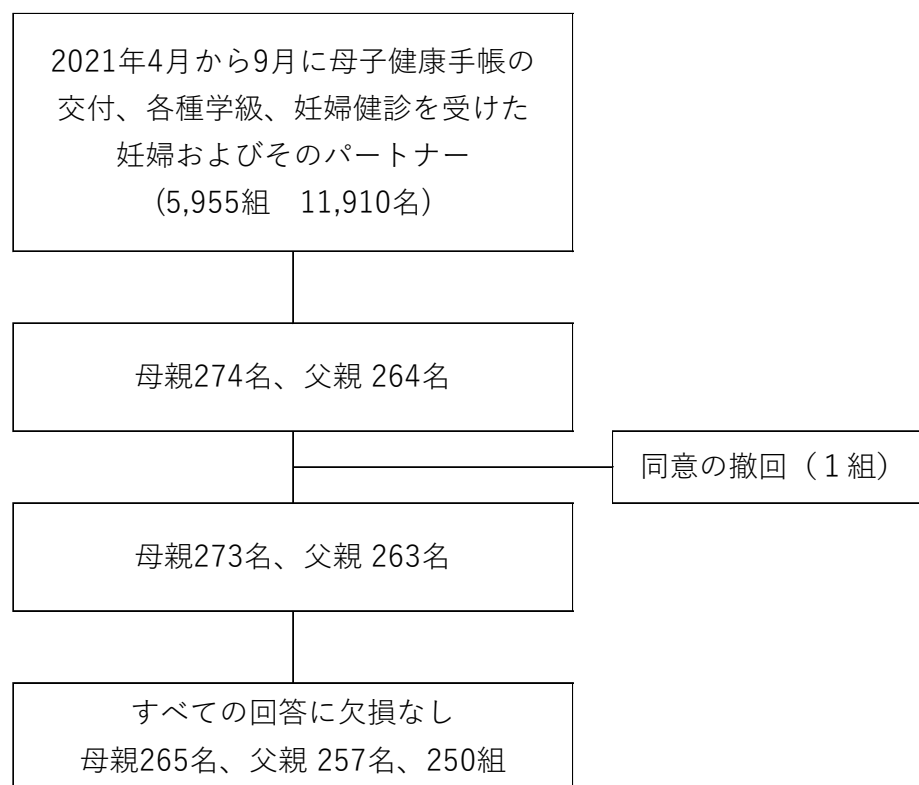 2021年4月から9月に母子健康手帳の
交付、各種学級、妊婦健診を受けた
妊婦およびそのパートナー
(5,955組　11,910名)
母親274名、父親 264名
同意の撤回（１組）
母親273名、父親 263名
すべての回答に欠損なし
母親265名、父親 257名、250組